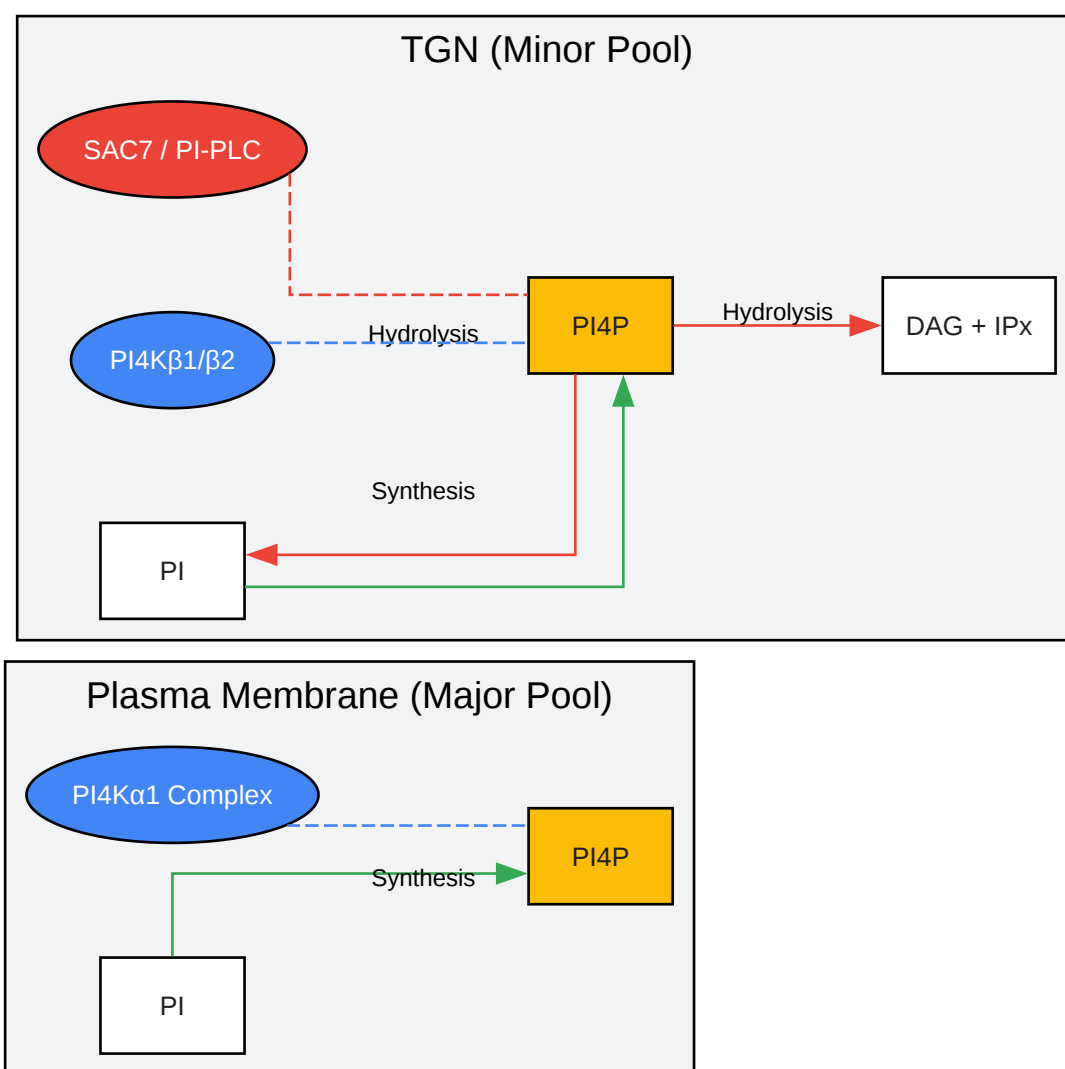 TGN (Minor Pool)
SAC7 / PI-PLC
PI4Kβ1/β2
Hydrolysis
PI4P
Hydrolysis
DAG + IPx
Synthesis
PI
Plasma Membrane (Major Pool)
PI4Kα1 Complex
PI4P
Synthesis
PI